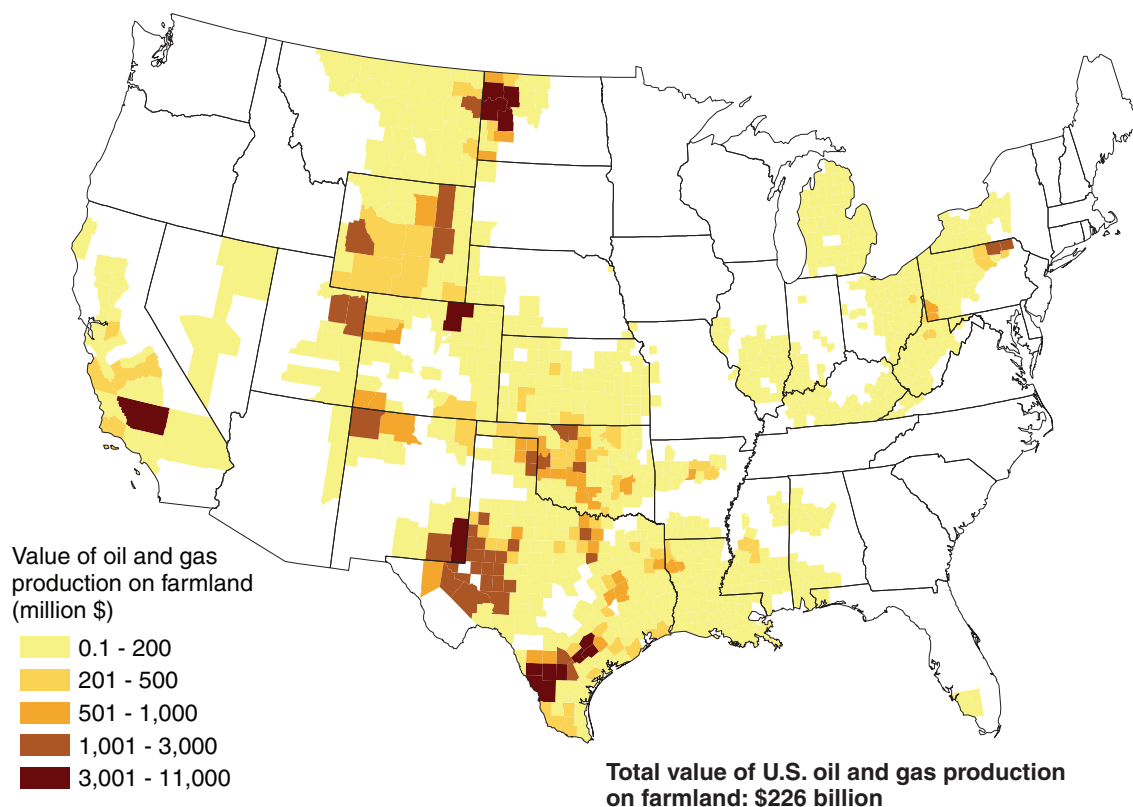 Value of oil and gas
production on farmland
(million $)
0.1 - 200
201 - 500
501 - 1,000
1,001 - 3,000
3,001 - 11,000
Total value of U.S. oil and gas production
on farmland: $226 billion